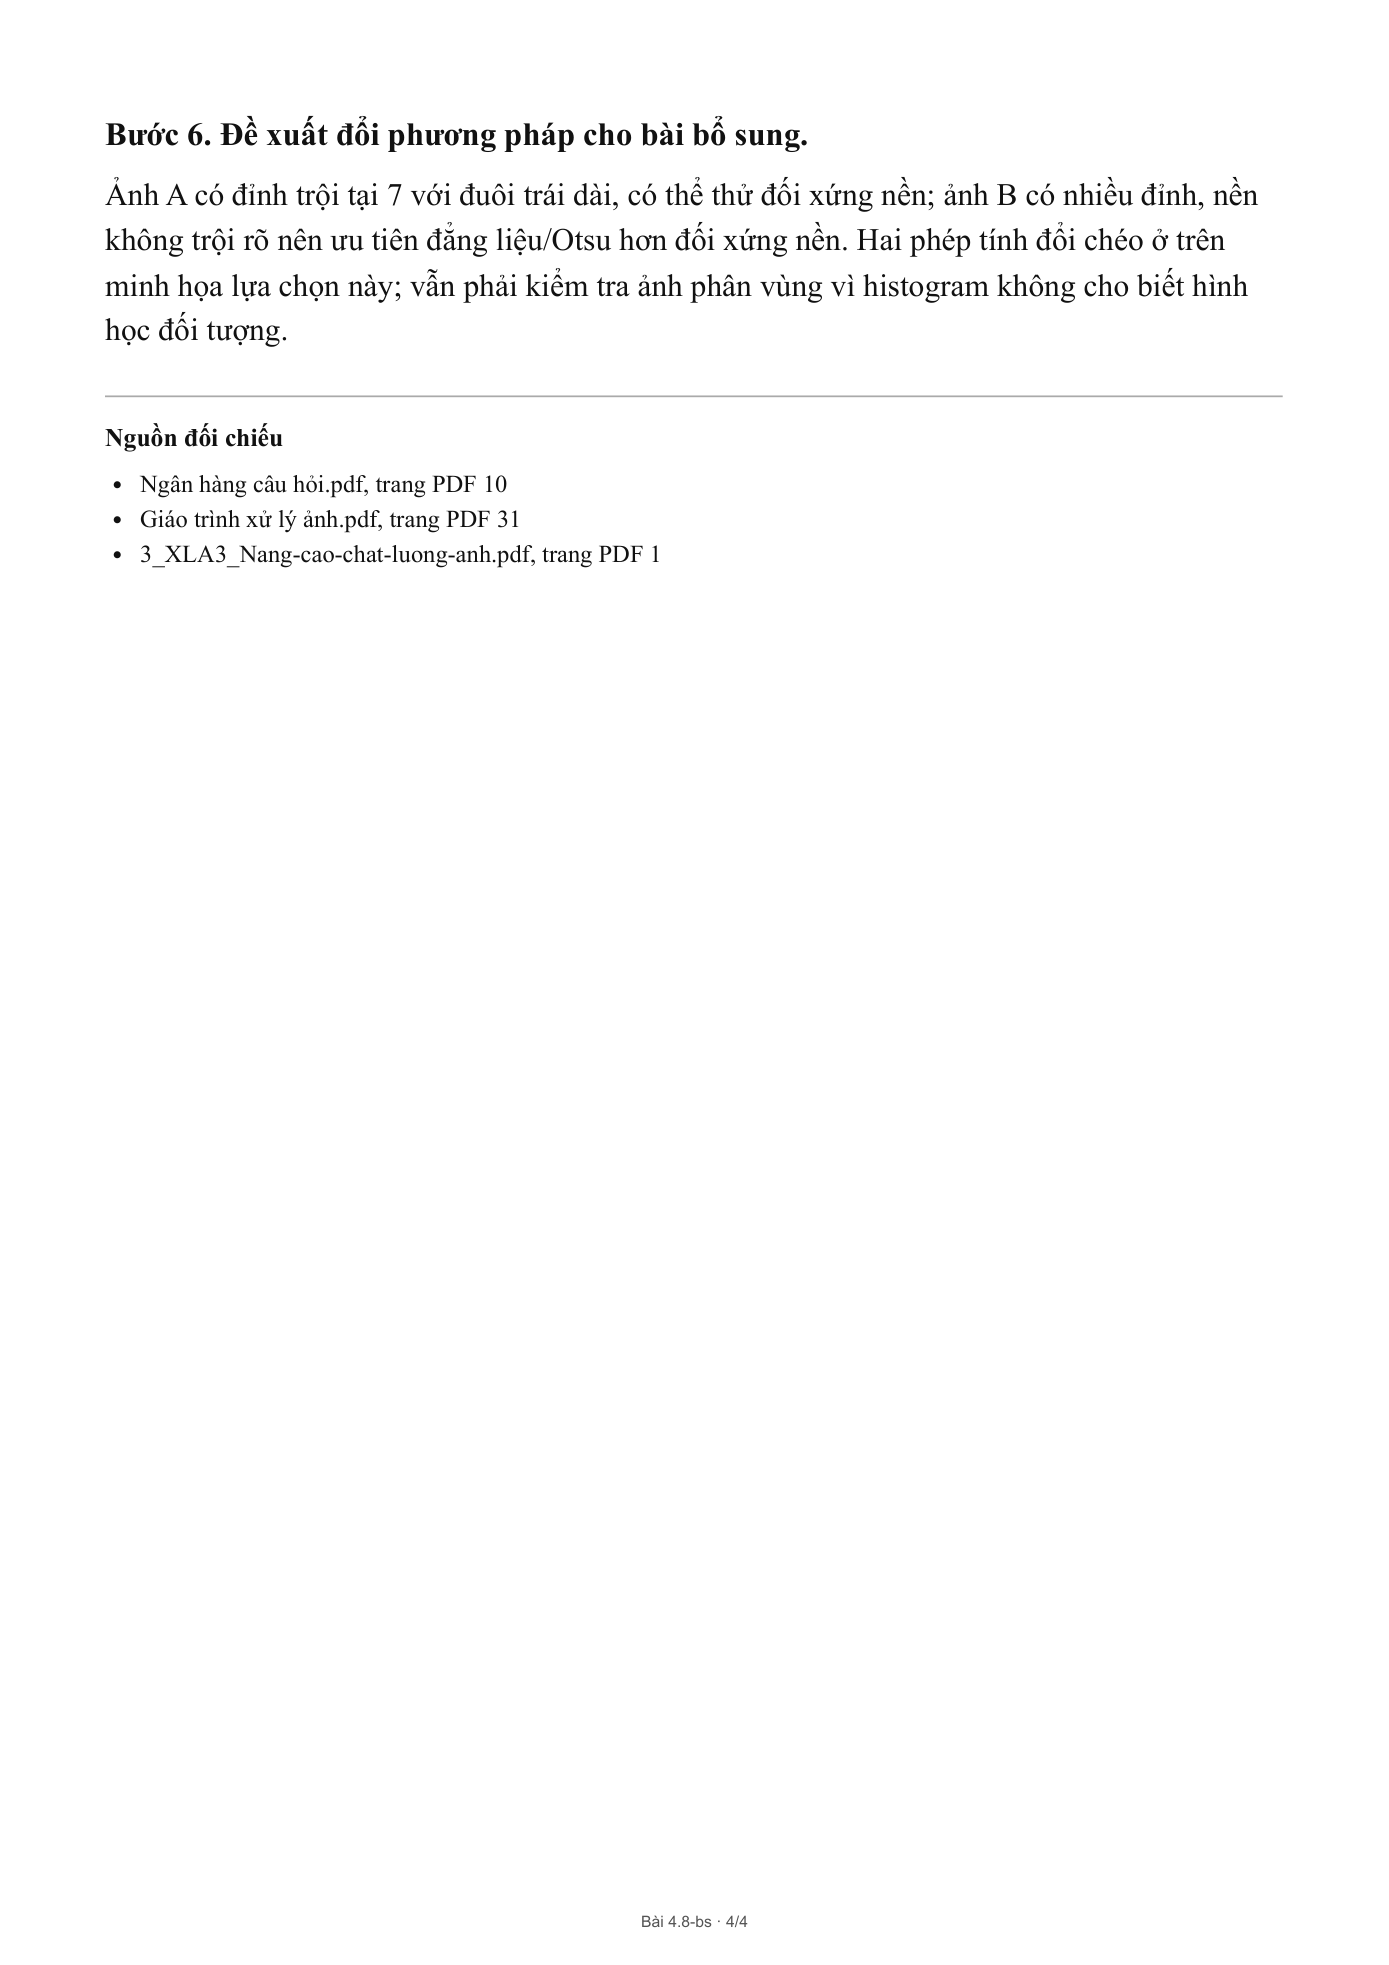 Bước 6. Đề xuất đổi phương pháp cho bài bổ sung.
Ảnh A có đỉnh trội tại 7 với đuôi trái dài, có thể thử đối xứng nền; ảnh B có nhiều đỉnh, nền
không trội rõ nên ưu tiên đẳng liệu/Otsu hơn đối xứng nền. Hai phép tính đổi chéo ở trên
minh họa lựa chọn này; vẫn phải kiểm tra ảnh phân vùng vì histogram không cho biết hình
học đối tượng.
Nguồn đối chiếu
• Ngân hàng câu hỏi.pdf, trang PDF 10
• Giáo trình xử lý ảnh.pdf, trang PDF 31
• 3_XLA3_Nang-cao-chat-luong-anh.pdf, trang PDF 1
Bài 4.8-bs · 4/4